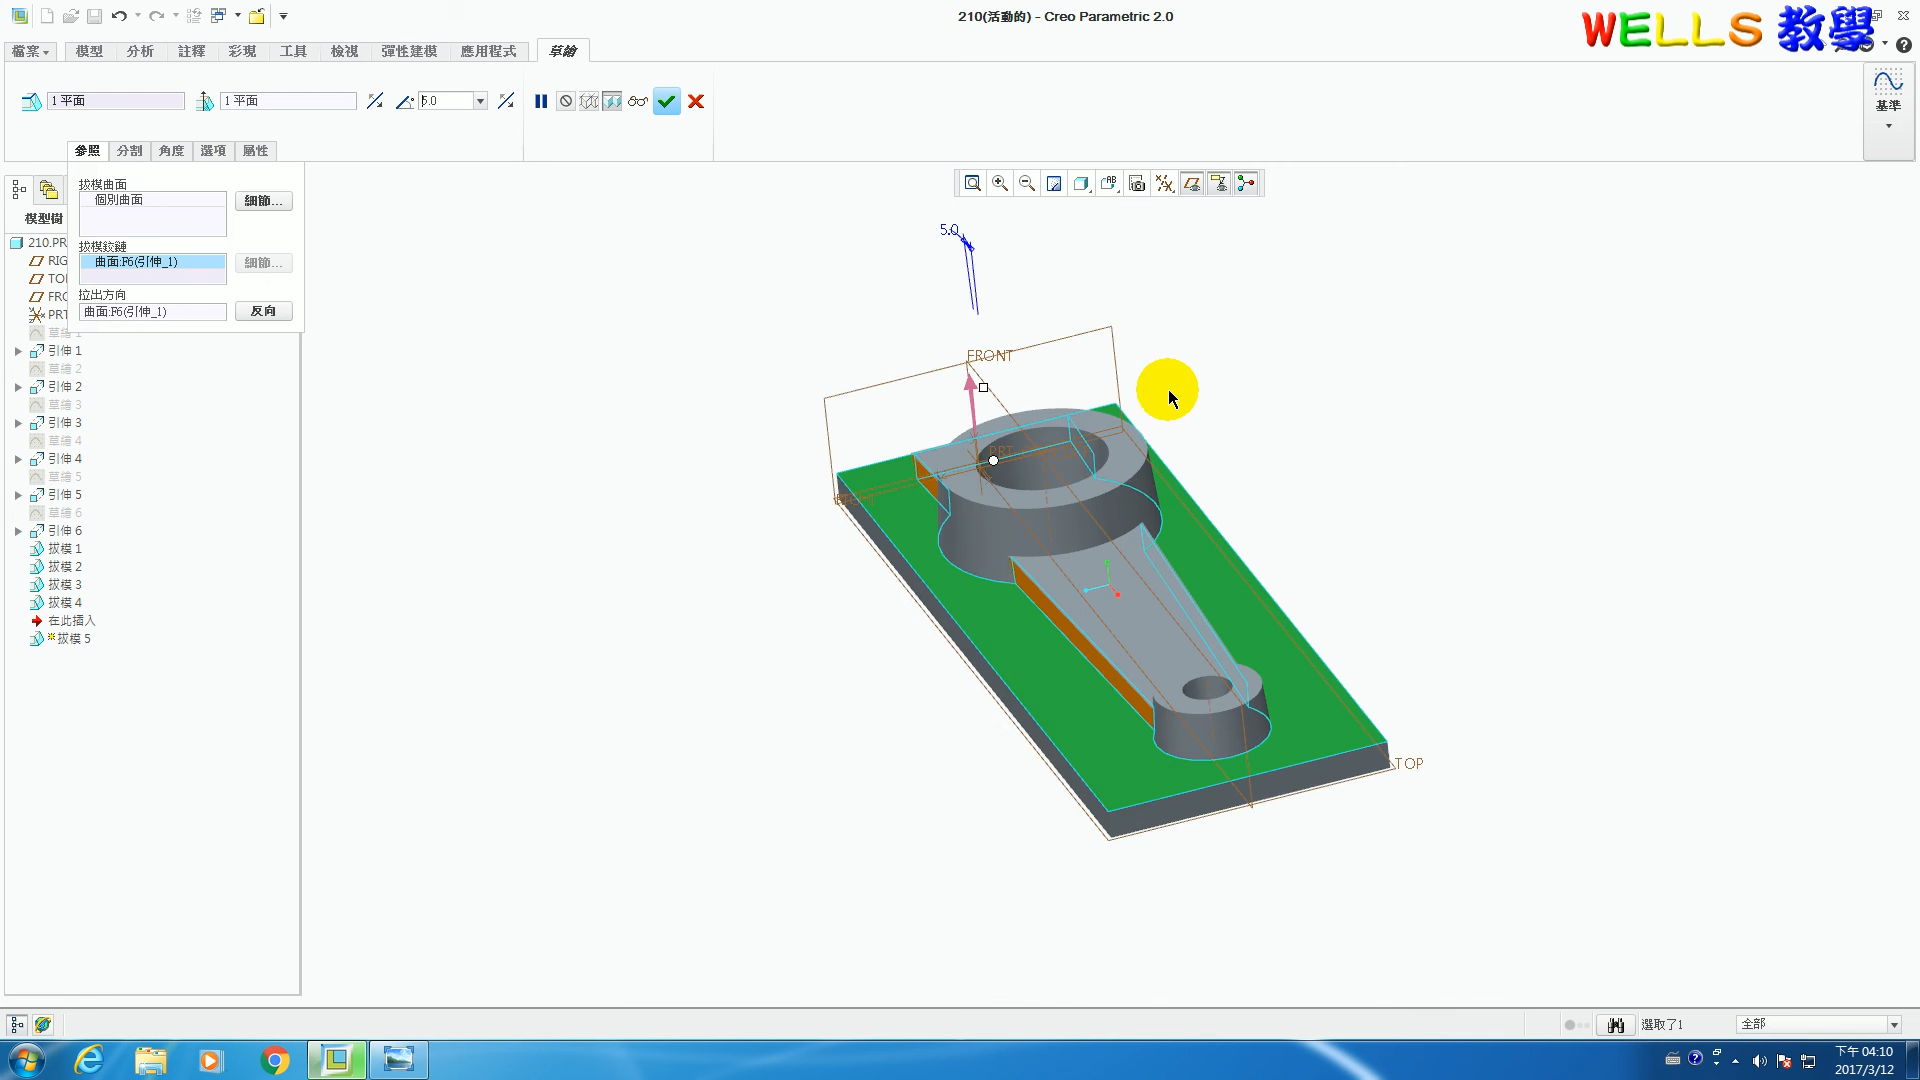 210(活動的) - Creo Parametric 2.0
WELLS 教學
檔案 模型 分析 註釋 彩現 工具 檢視 彈性建模 應用程式 草繪
1 平面 1 平面 5.0
基準
參照 分割 角度 選項 屬性
拔模曲面
個別曲面 細節...
拔模鉸鏈
曲面:F6(引伸_1) 細節...
拉出方向
曲面:F6(引伸_1) 反向
模型樹
210.PR
RIG
TO
FRO
PRT
草繪 1
引伸 1
草繪 2
引伸 2
草繪 3
引伸 3
草繪 4
引伸 4
草繪 5
引伸 5
草繪 6
引伸 6
拔模 1
拔模 2
拔模 3
拔模 4
在此插入
拔模 5
5.0
FRONT
TOP
選取了1 全部
下午 04:10
2017/3/12